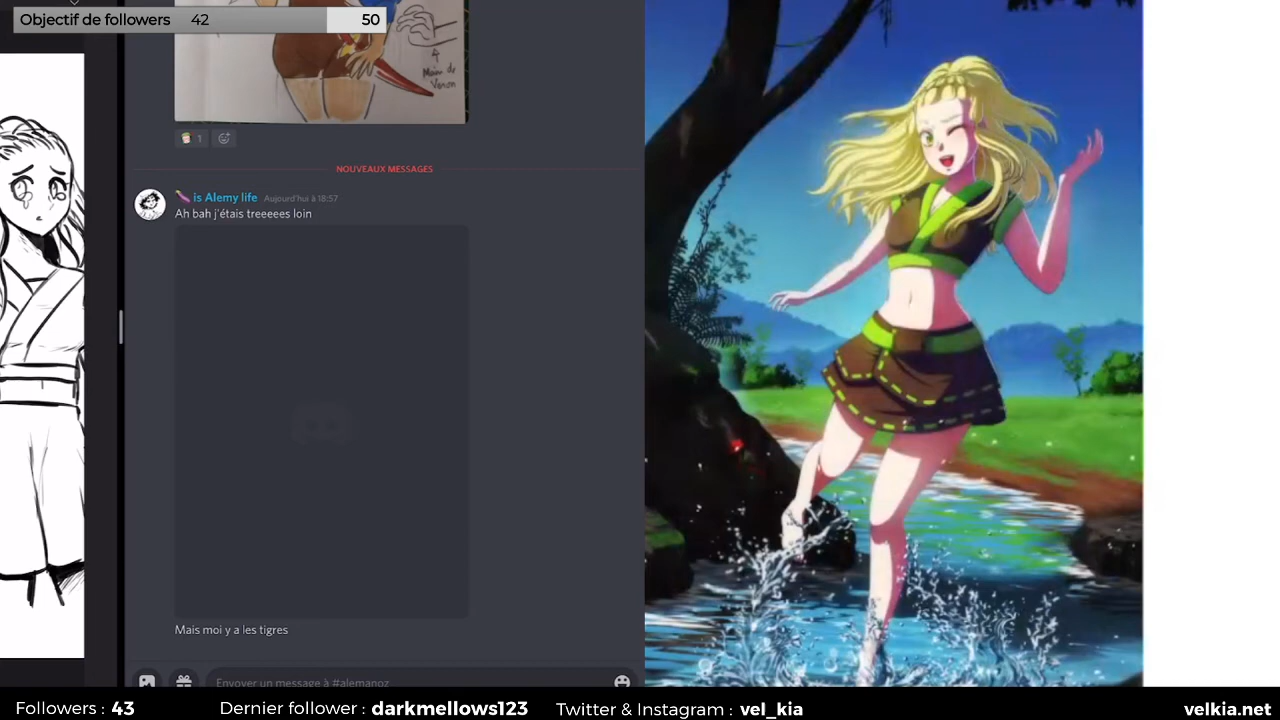 Objectif de followers 42 50
Main de
Venon
1
NOUVEAUX MESSAGES
is Alemy life Aujourd'hui à 18:57
Ah bah j'étais treeeees loin
Mais moi y a les tigres
Envoyer un message à #alemanoz
Followers : 43 Dernier follower : darkmellows123 Twitter & Instagram : vel_kia velkia.net